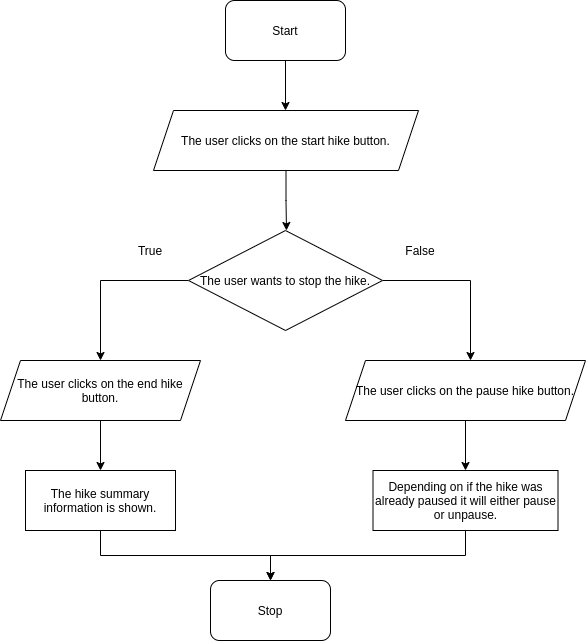 Start
The user clicks on the start hike button.
True
False
The user wants to stop the hike.
The user clicks on the end hike
button.
The user clicks on the pause hike button.
The hike summary
information is shown.
Depending on if the hike was
already paused it will either pause
or unpause.
Stop